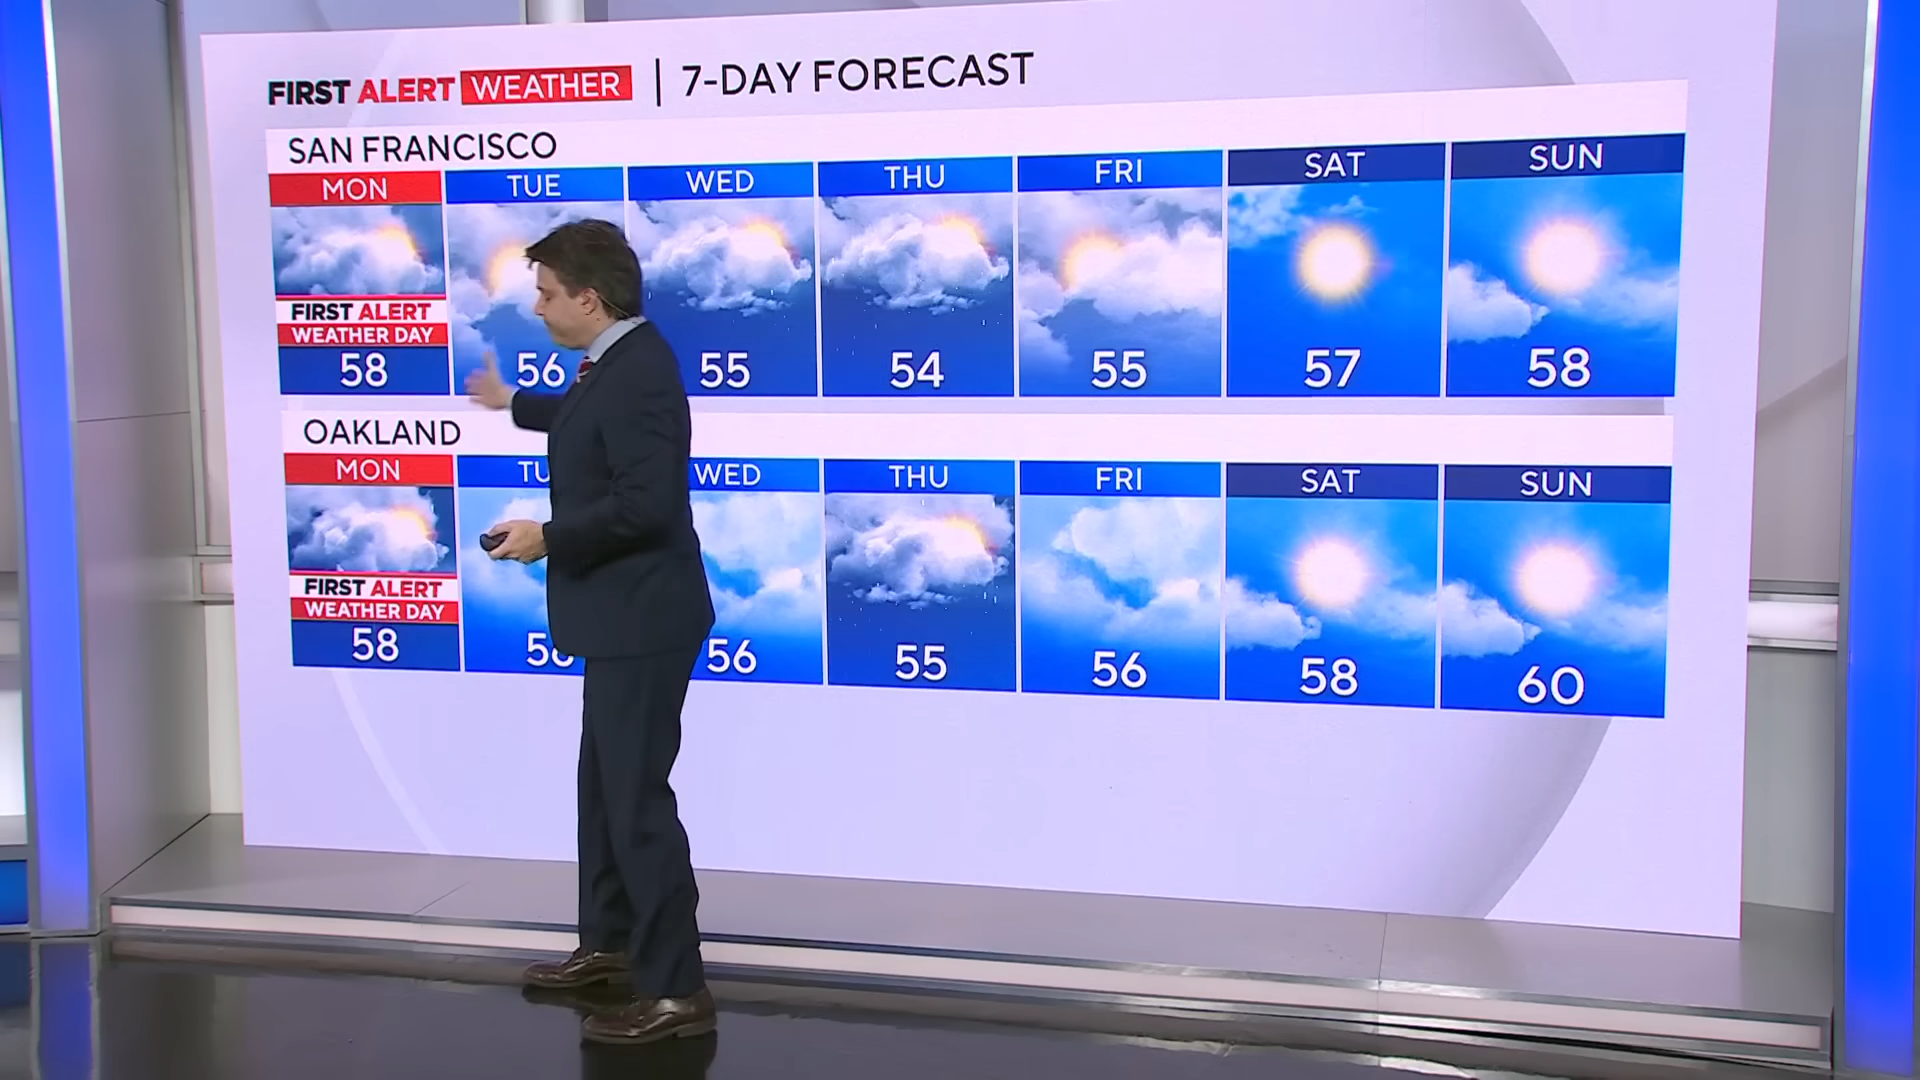 FIRST ALERT WEATHER | 7-DAY FORECAST
SAN FRANCISCO
MON TUE WED THU FRI SAT SUN
FIRST ALERT
WEATHER DAY
58 56 55 54 55 57 58
OAKLAND
MON WED THU FRI SAT SUN
FIRST ALERT
WEATHER DAY
58 56 55 56 58 60